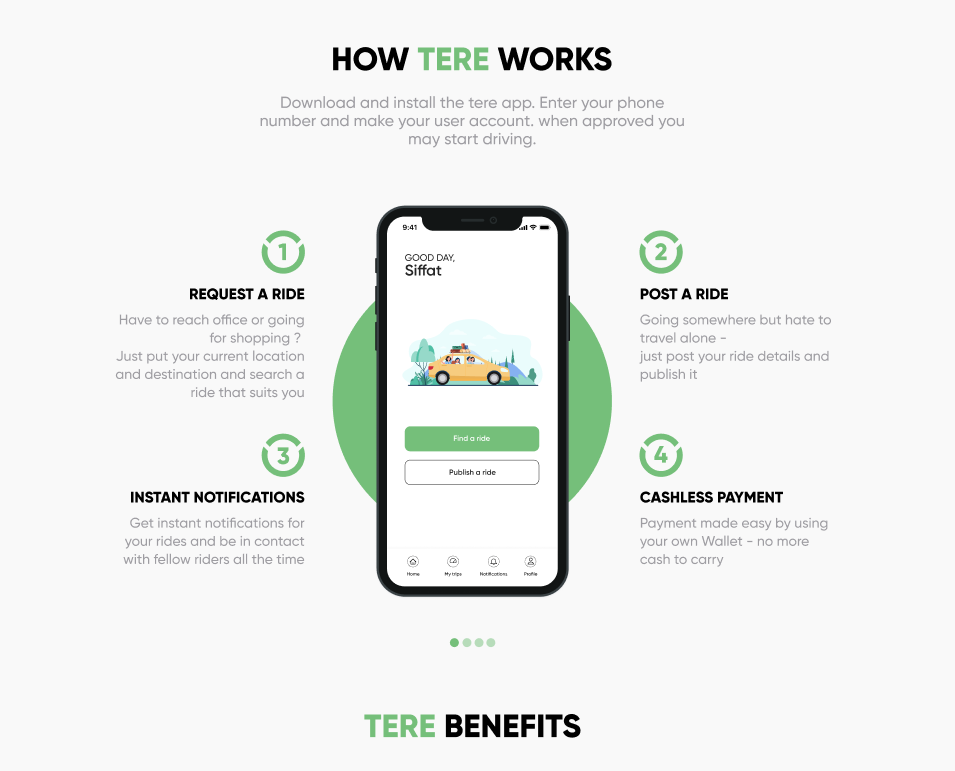 HOW TERE WORKS
Download and install the tere app. Enter your phone
number and make your user account. when approved you
may start driving.
1
REQUEST A RIDE
Have to reach office or going
for shopping ?
Just put your current location
and destination and search a
ride that suits you
2
POST A RIDE
Going somewhere but hate to
travel alone -
just post your ride details and
publish it
9:41
GOOD DAY,
Siffat
Find a ride
Publish a ride
Home
My trips
Notifications
Profile
3
INSTANT NOTIFICATIONS
Get instant notifications for
your rides and be in contact
with fellow riders all the time
4
CASHLESS PAYMENT
Payment made easy by using
your own Wallet - no more
cash to carry
TERE BENEFITS